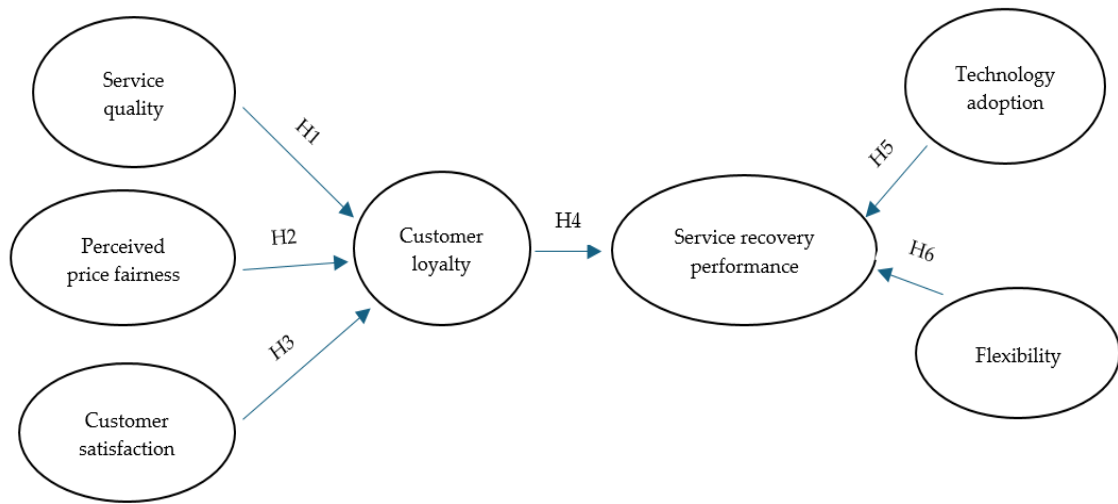 Service
quality
H1
Perceived
price fairness
H2
Customer
satisfaction
H3
Customer
loyalty
H4
Service recovery
performance
Technology
adoption
H5
H6
Flexibility